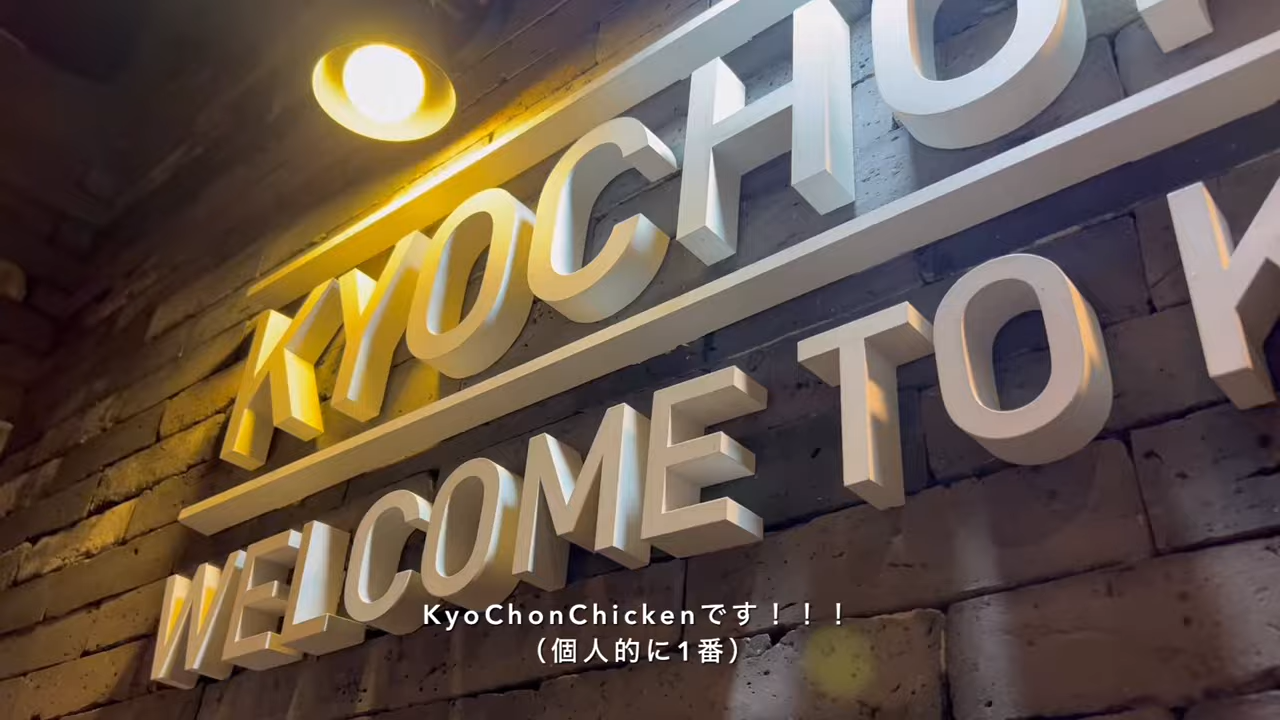 KYOCHO
WELCOME TO K
KyoChonChickenです！！！
（個人的に1番）